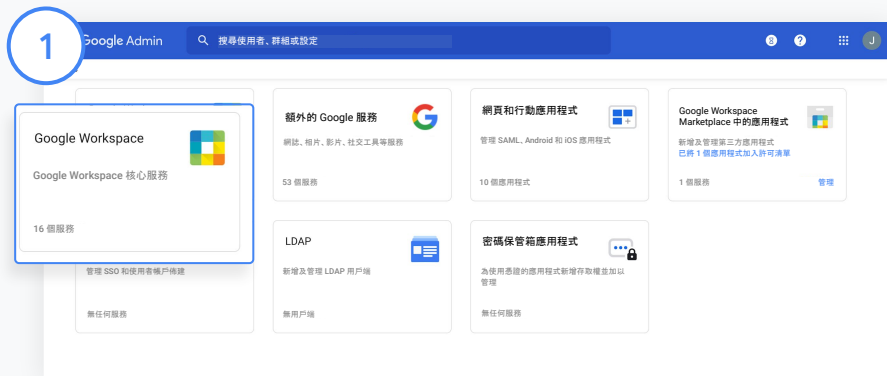 1
Google Admin
搜尋使用者、群組或設定
8
?
J
Google Workspace
Google Workspace 核心服務
16 個服務
額外的 Google 服務
網誌、相片、影片、社交工具等服務
53 個服務
網頁和行動應用程式
管理 SAML、Android 和 iOS 應用程式
10 個應用程式
Google Workspace
Marketplace 中的應用程式
新增及管理第三方應用程式
已將 1 個應用程式加入許可清單
1 個服務
管理
管理 SSO 和使用者帳戶佈建
無任何服務
LDAP
新增及管理 LDAP 用戶端
無用戶端
密碼保管箱應用程式
為使用憑證的應用程式新增存取權並加以
管理
無任何服務